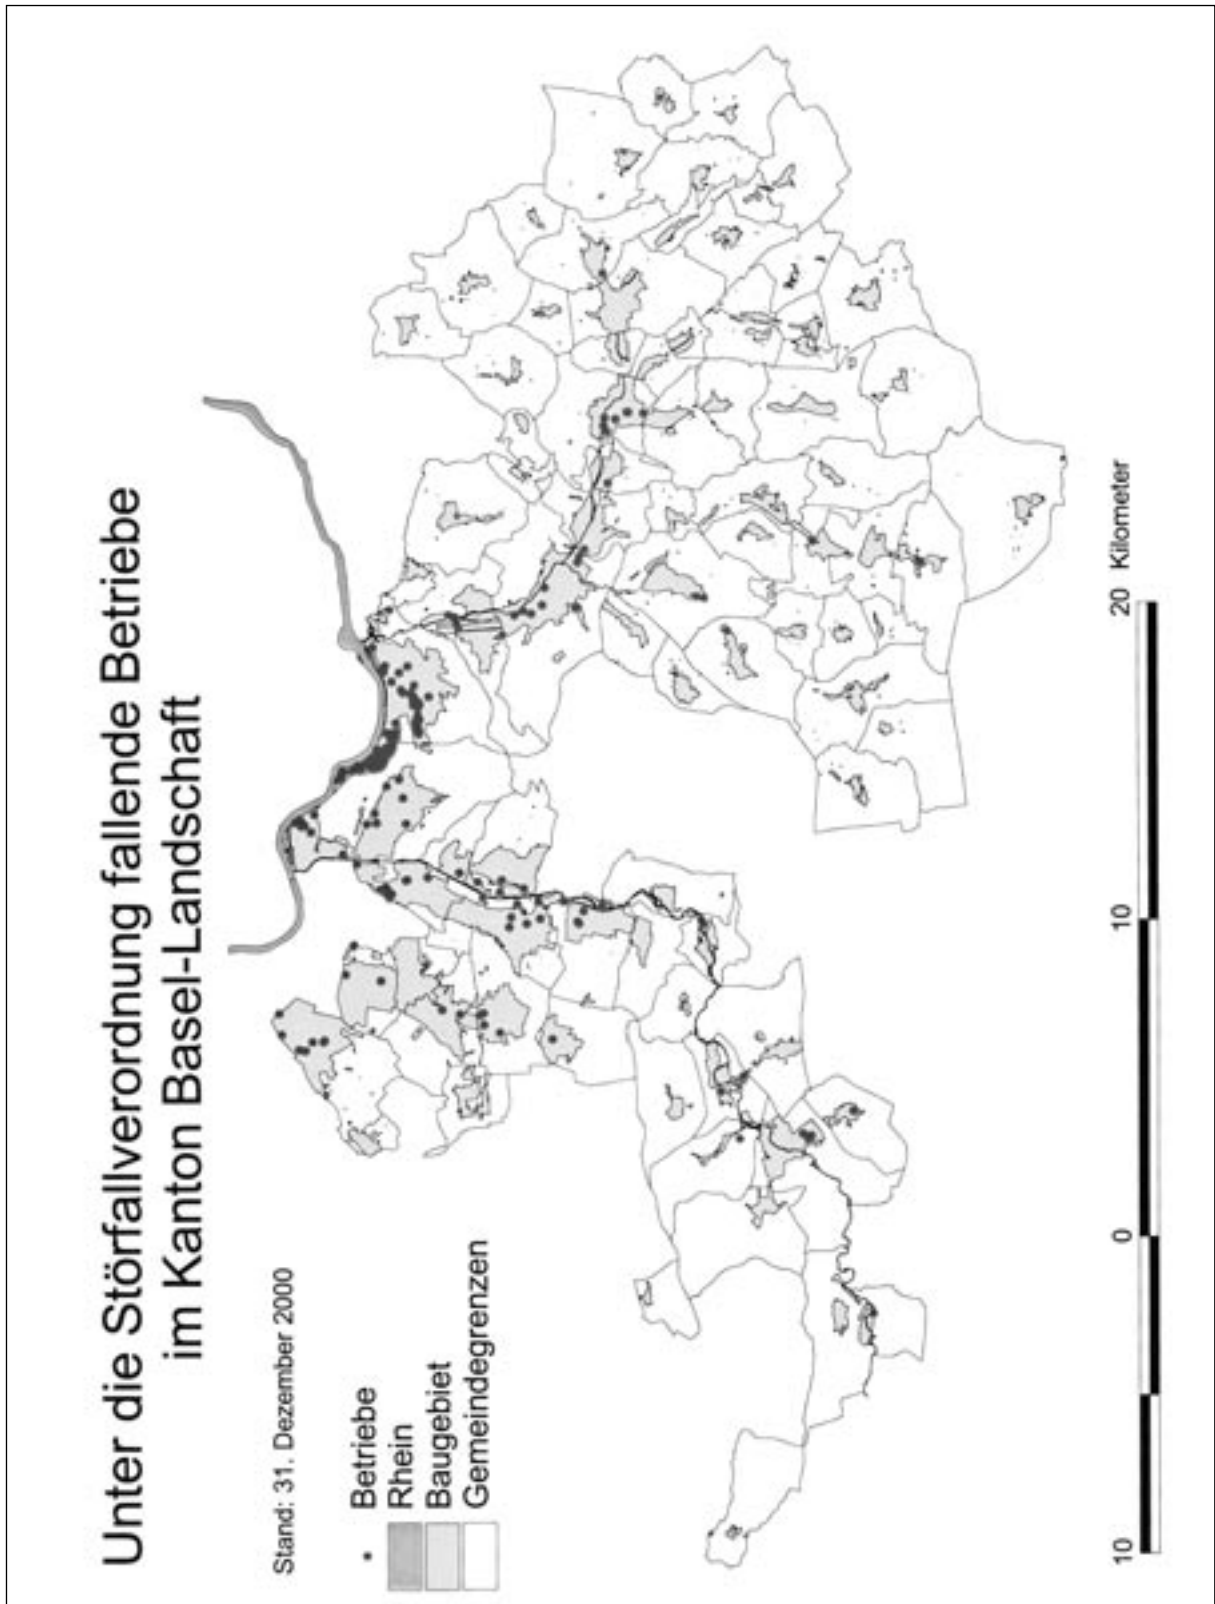 Unter die Störfallverordnung fallende Betriebe
im Kanton Basel-Landschaft
Stand: 31. Dezember 2000
Betriebe
Rhein
Baugebiet
Gemeindegrenzen
10 0 10 20 Kilometer